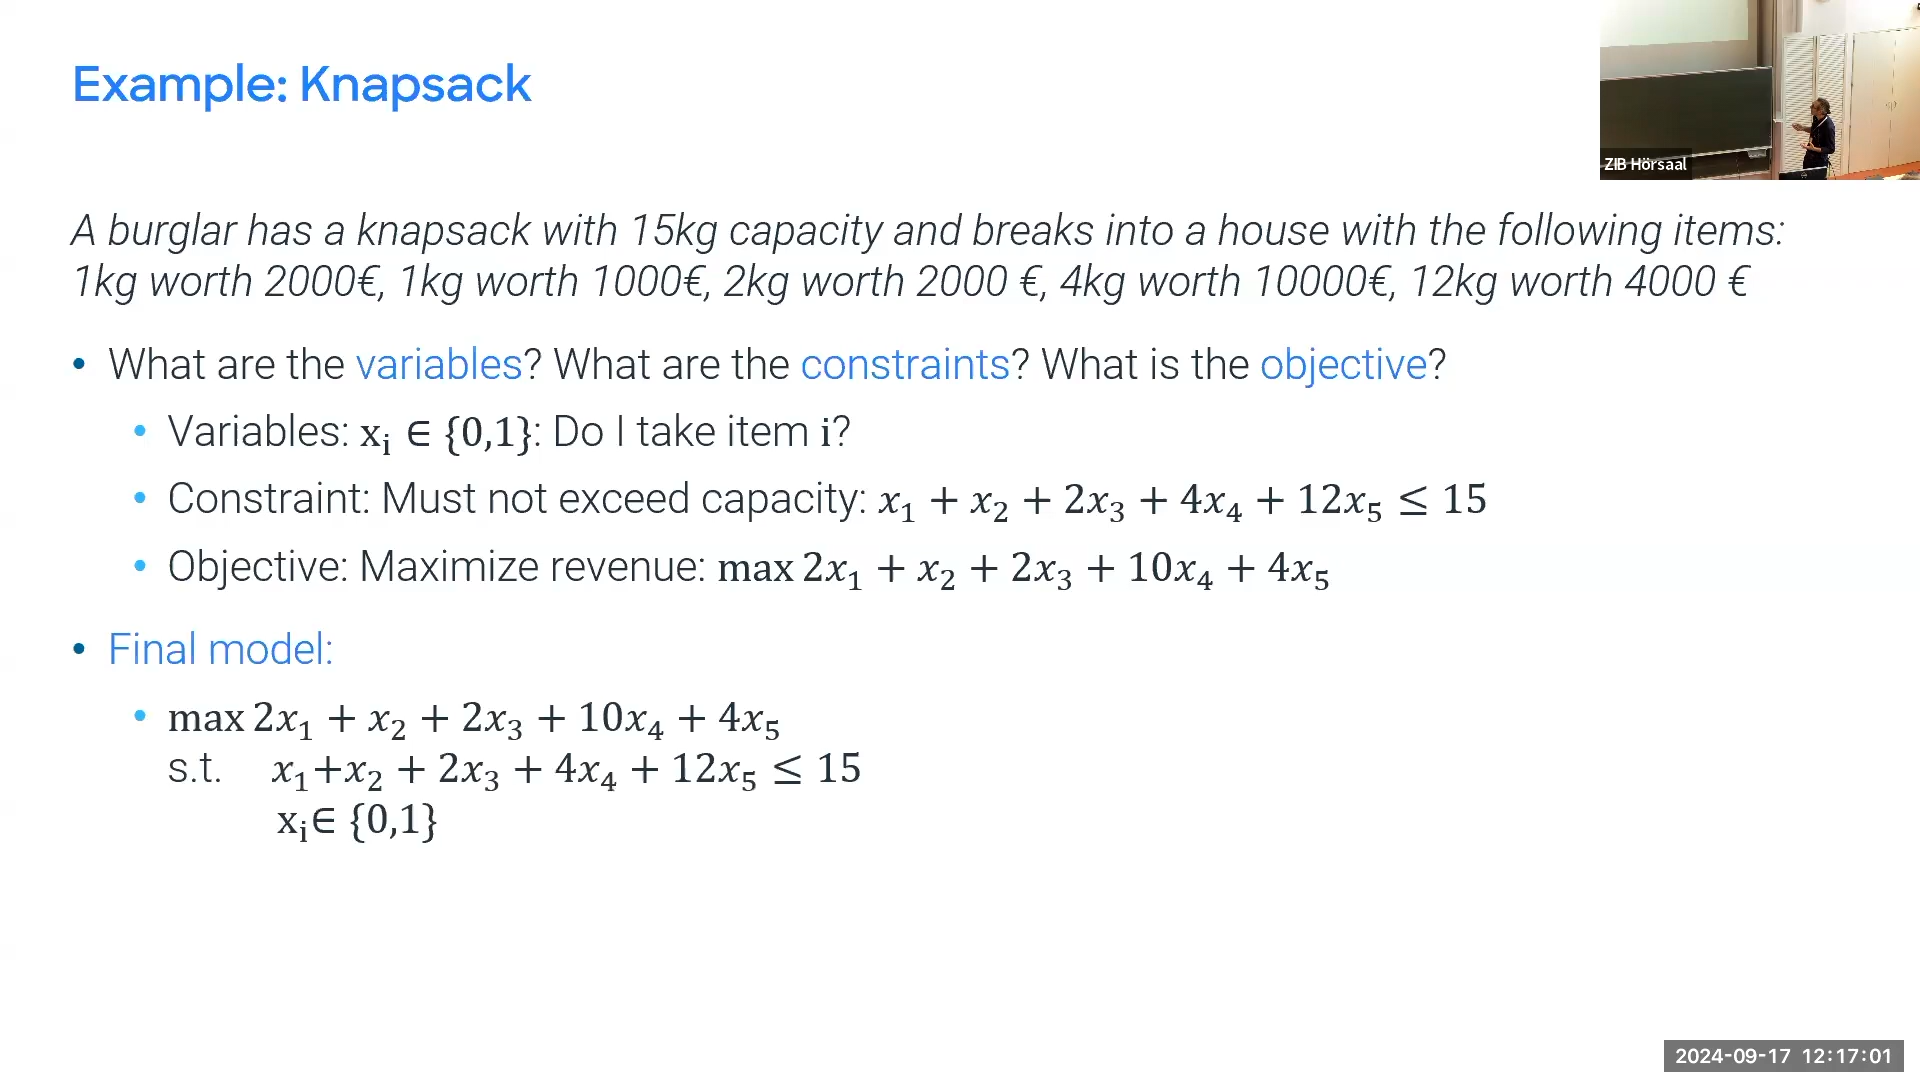 Example: Knapsack
ZIB Hörsaal
A burglar has a knapsack with 15kg capacity and breaks into a house with the following items:
1kg worth 2000€, 1kg worth 1000€, 2kg worth 2000 €, 4kg worth 10000€, 12kg worth 4000 €
• What are the variables? What are the constraints? What is the objective?
• Variables: xᵢ ∈ {0,1}: Do I take item i?
• Constraint: Must not exceed capacity: x₁ + x₂ + 2x₃ + 4x₄ + 12x₅ ≤ 15
• Objective: Maximize revenue: max 2x₁ + x₂ + 2x₃ + 10x₄ + 4x₅
• Final model:
• max 2x₁ + x₂ + 2x₃ + 10x₄ + 4x₅
s.t. x₁+x₂ + 2x₃ + 4x₄ + 12x₅ ≤ 15
xᵢ∈ {0,1}
2024-09-17 12:17:01